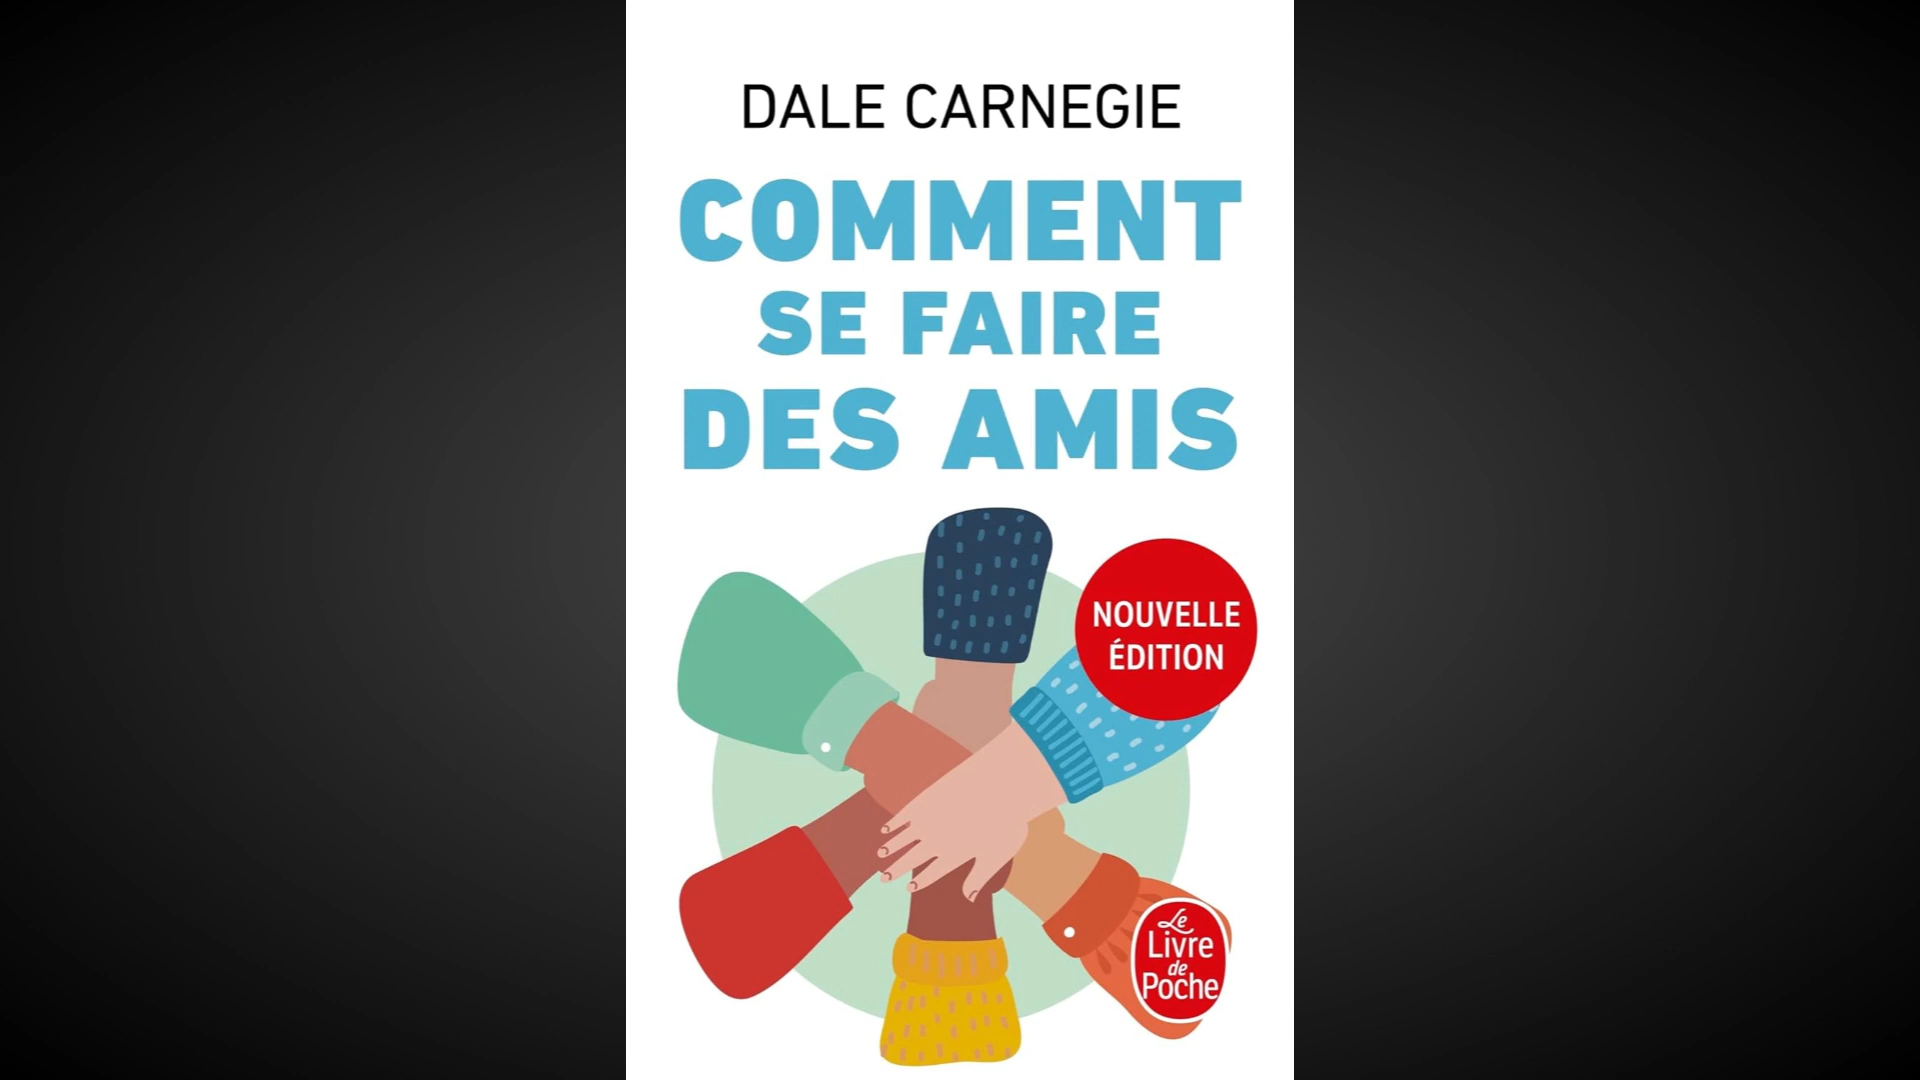 DALE CARNEGIE
COMMENT
SE FAIRE
DES AMIS
NOUVELLE
ÉDITION
Le
Livre
de
Poche